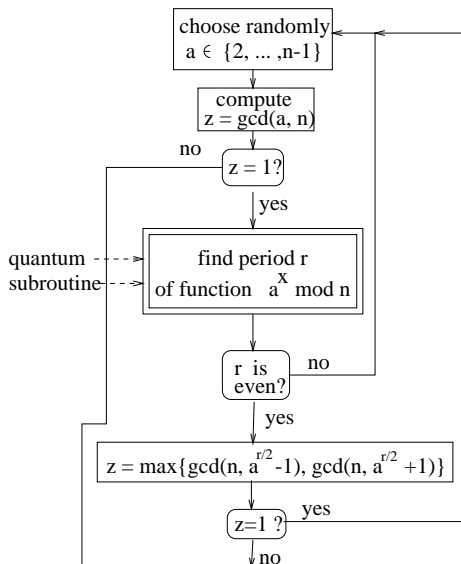 choose randomly
a ∈ {2, ... ,n-1}
compute
z = gcd(a, n)
no
z = 1?
yes
quantum
subroutine
find period r
of function a^x mod n
r is
even?
no
yes
z = max{gcd(n, a^r/2 -1), gcd(n, a^r/2 +1)}
z=1 ?
yes
no